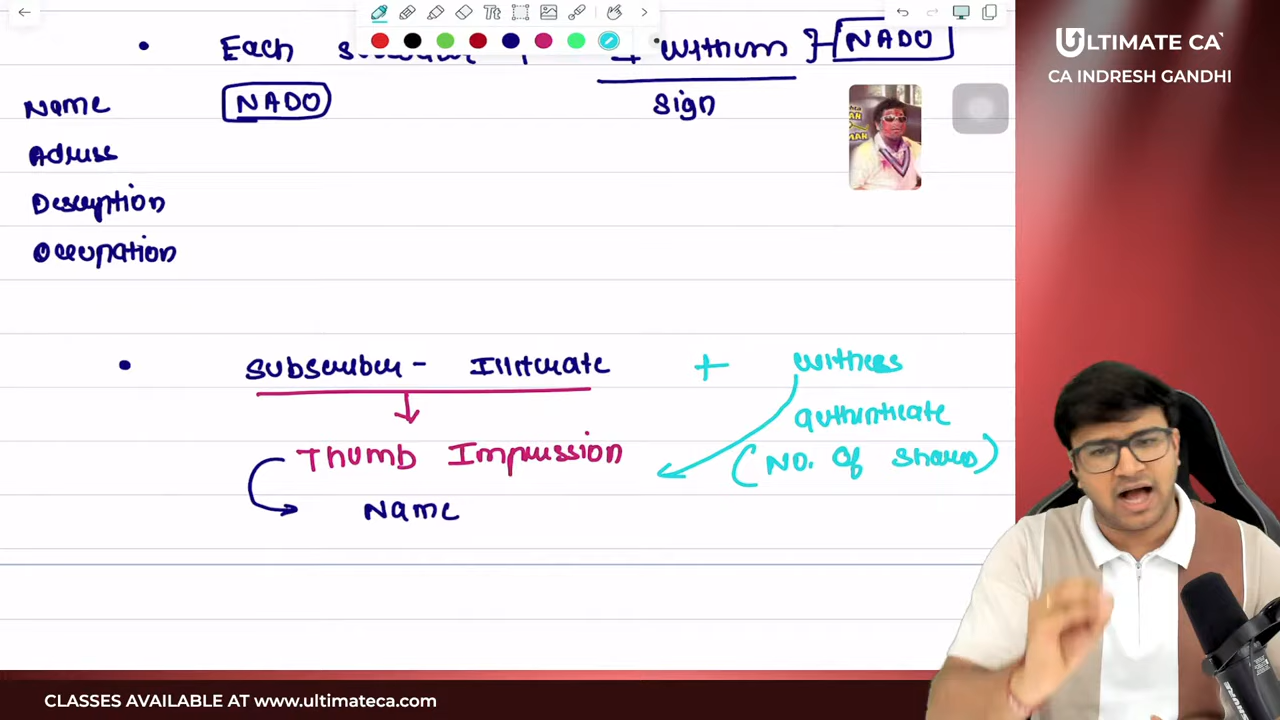 Each 1 Witness } NADO
ULTIMATE CA
CA INDRESH GANDHI
NADO Sign
Name
Address
Description
Occupation
Subscriber - Illiterate + Witness
authenticate
Thumb Impression (No. Of Shares)
Name
CLASSES AVAILABLE AT www.ultimateca.com